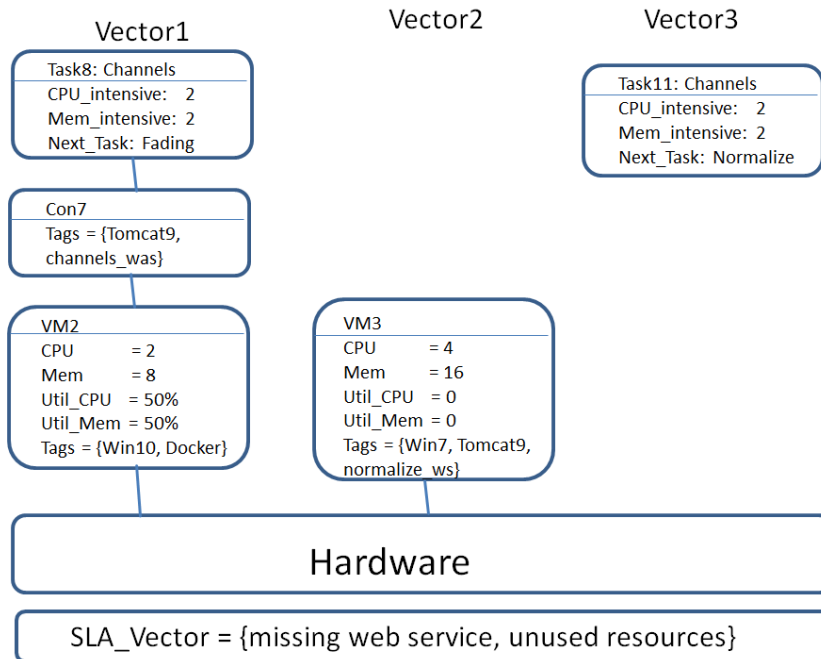 Vector1
Vector2
Vector3
Task8: Channels
CPU_intensive: 2
Mem_intensive: 2
Next_Task: Fading
Task11: Channels
CPU_intensive: 2
Mem_intensive: 2
Next_Task: Normalize
Con7
Tags = {Tomcat9,
channels_was}
VM2
CPU = 2
Mem = 8
Util_CPU = 50%
Util_Mem = 50%
Tags = {Win10, Docker}
VM3
CPU = 4
Mem = 16
Util_CPU = 0
Util_Mem = 0
Tags = {Win7, Tomcat9,
normalize_ws}
Hardware
SLA_Vector = {missing web service, unused resources}